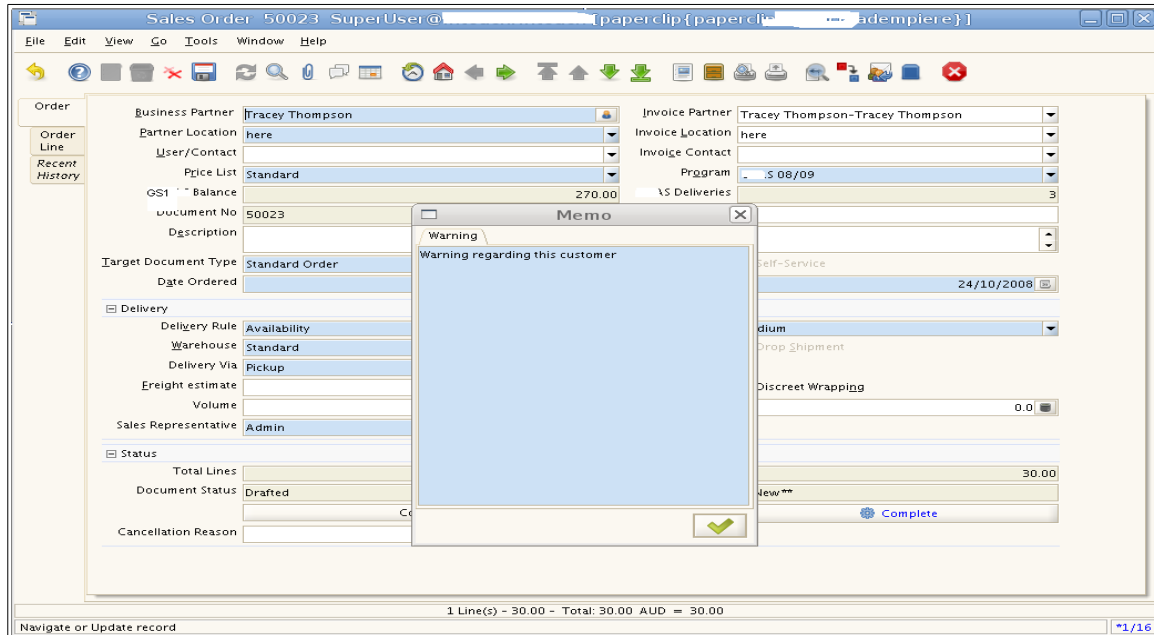 Sales Order 50023 SuperUser@ [paperclip{papercli adempiere}]
File Edit View Go Tools Window Help
Order
Order Line
Recent History
Business Partner Tracey Thompson Invoice Partner Tracey Thompson-Tracey Thompson
Partner Location here Invoice Location here
User/Contact Invoice Contact
Price List Standard Program S 08/09
GS1 Balance 270.00 S Deliveries 3
Document No 50023
Description
Target Document Type Standard Order Self-Service
Date Ordered 24/10/2008
Delivery
Delivery Rule Availability dium
Warehouse Standard Drop Shipment
Delivery Via Pickup
Freight estimate Discreet Wrapping
Volume 0.0
Sales Representative Admin
Status
Total Lines 30.00
Document Status Drafted New**
Co Complete
Cancellation Reason
Memo
Warning
Warning regarding this customer
1 Line(s) - 30.00 - Total: 30.00 AUD = 30.00
Navigate or Update record *1/16